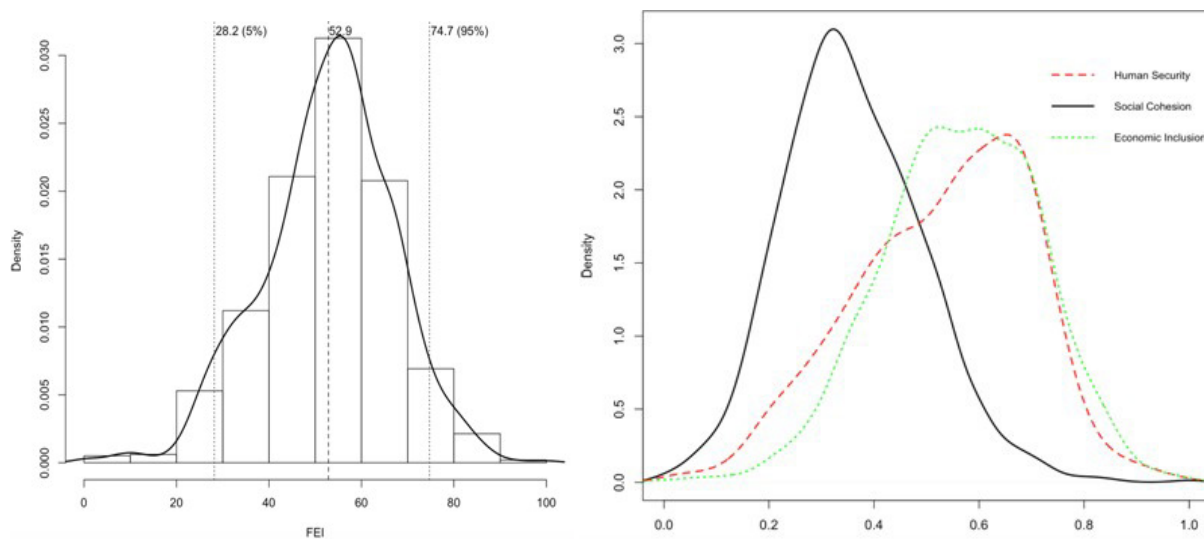 28.2 (5%)
52.9
74.7 (95%)
0.030
0.025
0.020
0.015
0.010
0.005
0.000
Density
0 20 40 60 80 100
FEI
3.0
2.5
2.0
1.5
1.0
0.5
0.0
Density
Human Security
Social Cohesion
Economic Inclusion
0.0 0.2 0.4 0.6 0.8 1.0